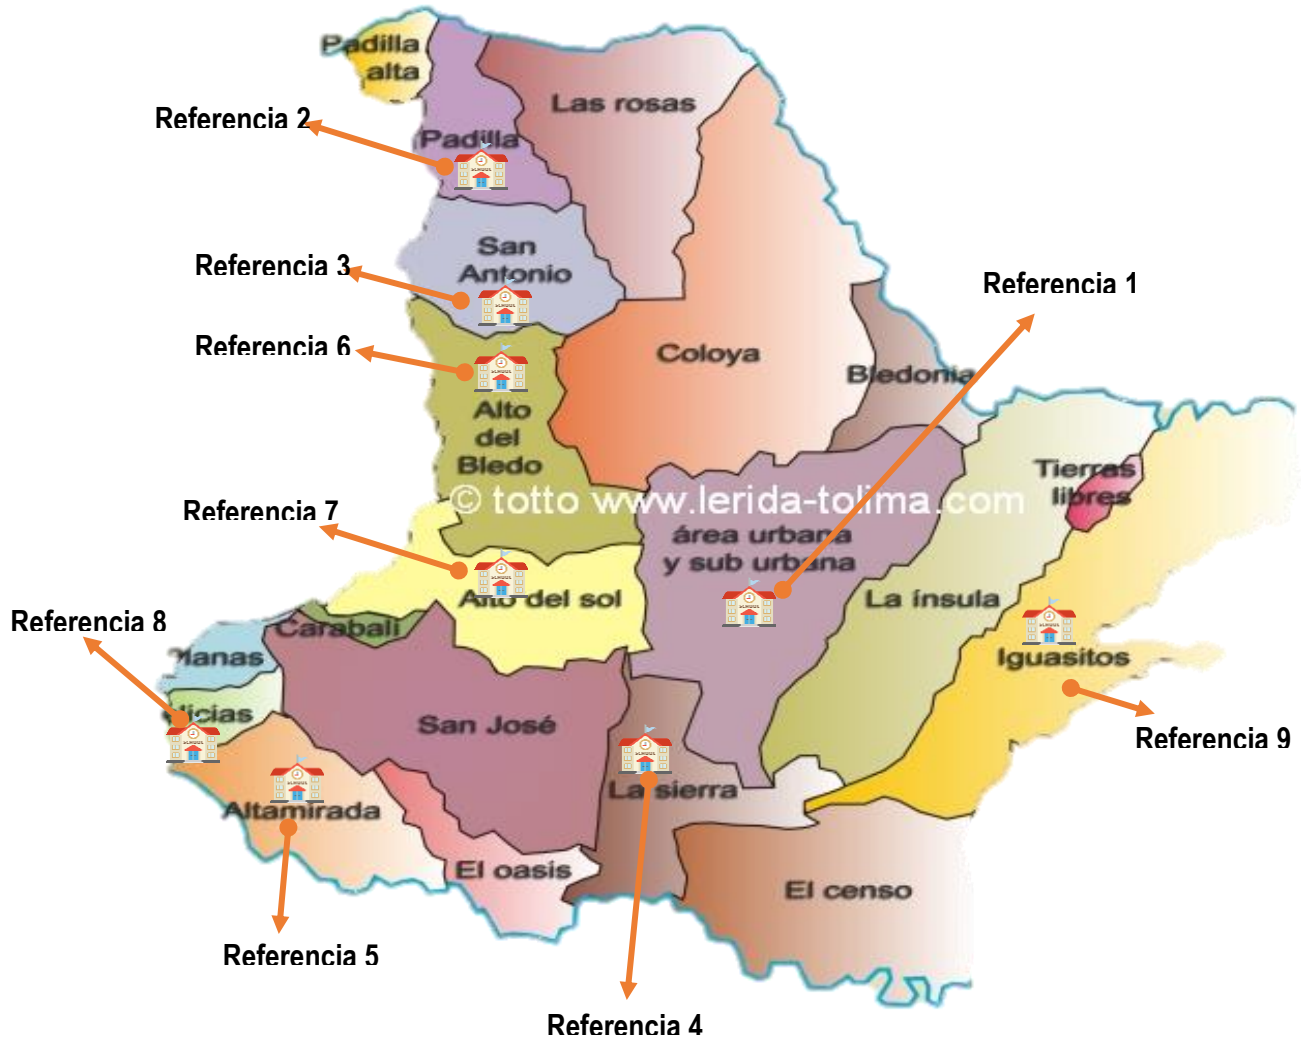 Padilla
alta
Las rosas
Referencia 2
Padilla
San
Antonio
Referencia 3
Referencia 1
Referencia 6
Coloya
Bledonia
Alto
del
Bledo
Tierras
libres
© totto www.lerida-tolima.com
Referencia 7
área urbana
y sub urbana
Alto del sol
La ínsula
Referencia 8
Carabali
Iguasitos
San José
Referencia 9
La sierra
Altamirada
El oasis
El censo
Referencia 5
Referencia 4